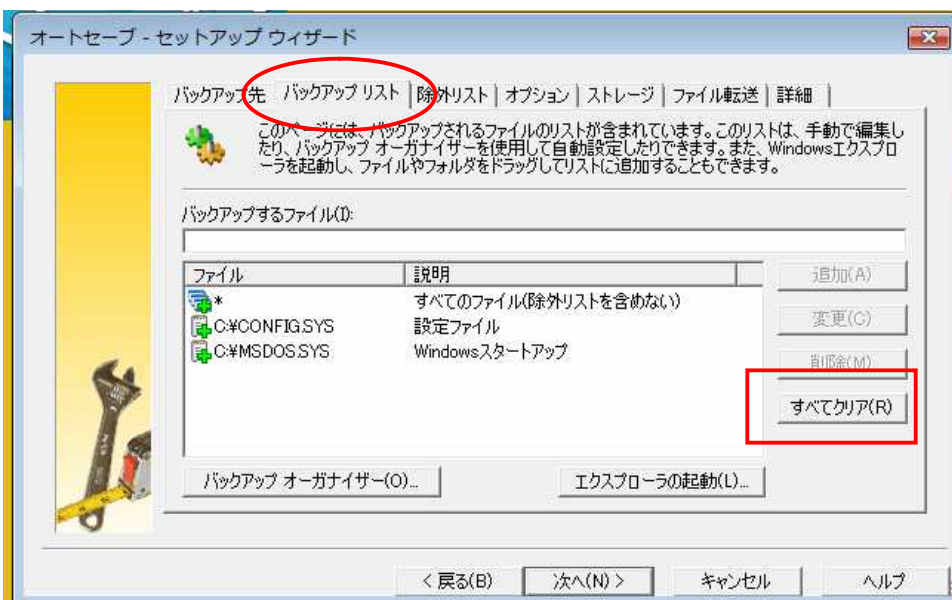 オートセーブ - セットアップ ウィザード
バックアップ先 バックアップ リスト 除外リスト オプション ストレージ ファイル転送 詳細
このページには、バックアップされるファイルのリストが含まれています。このリストは、手動で編集し
たり、バックアップ オーガナイザーを使用して自動設定したりできます。また、Windowsエクスプロ
ーラを起動し、ファイルやフォルダをドラッグしてリストに追加することもできます。
バックアップするファイル(I):
ファイル 説明
追加(A)
* すべてのファイル(除外リストを含めない)
C:¥CONFIG.SYS 設定ファイル
変更(C)
C:¥MSDOS.SYS Windowsスタートアップ
削除(M)
すべてクリア(R)
バックアップ オーガナイザー(O)... エクスプローラの起動(L)...
< 戻る(B) 次へ(N) > キャンセル ヘルプ